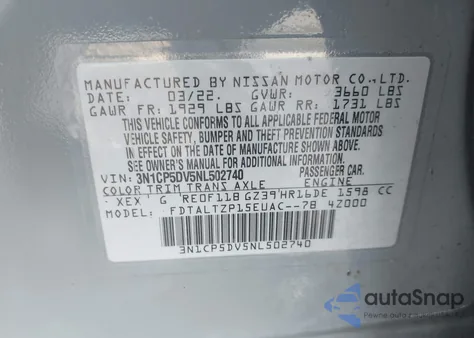 MANUFACTURED BY NISSAN MOTOR CO.,LTD.
DATE: 03/22. GVWR: 3660 LBS
GAWR FR: 1929 LBS GAWR RR: 1731 LBS
THIS VEHICLE CONFORMS TO ALL APPLICABLE FEDERAL MOTOR
VEHICLE SAFETY, BUMPER AND THEFT PREVENTION STANDARDS
IN EFFECT ON THE DATE OF MANUFACTURE SHOWN ABOVE.
SEE OWNER'S MANUAL FOR ADDITIONAL INFORMATION.
VIN: 3N1CP5DV5NL502740 PASSENGER CAR.
COLOR TRIM TRANS AXLE ENGINE
XEX G RE0F11B GZ39 HR16DE 1598 CC
MODEL: FDTALTZP15EUAC--7B 4Z000
3N1CP5DV5NL502740
autoSnap